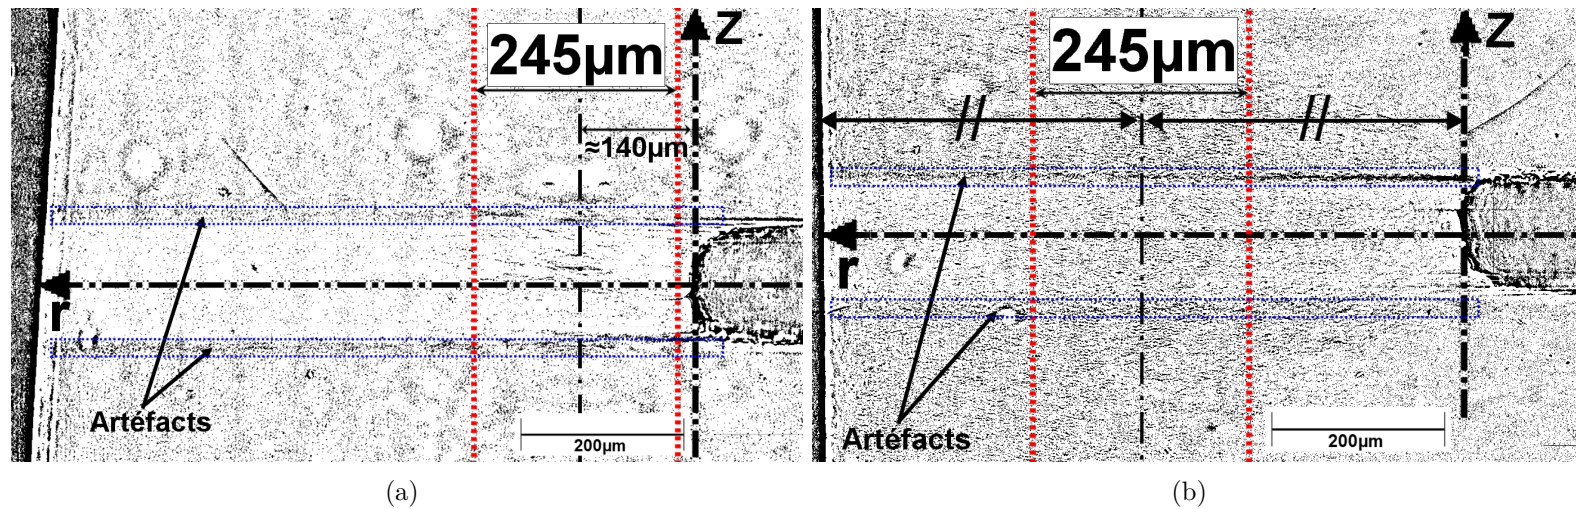 245µm
Z
≈140µm
r
Artéfacts
200µm
(a)
245µm
Z
//
//
r
Artéfacts
200µm
(b)